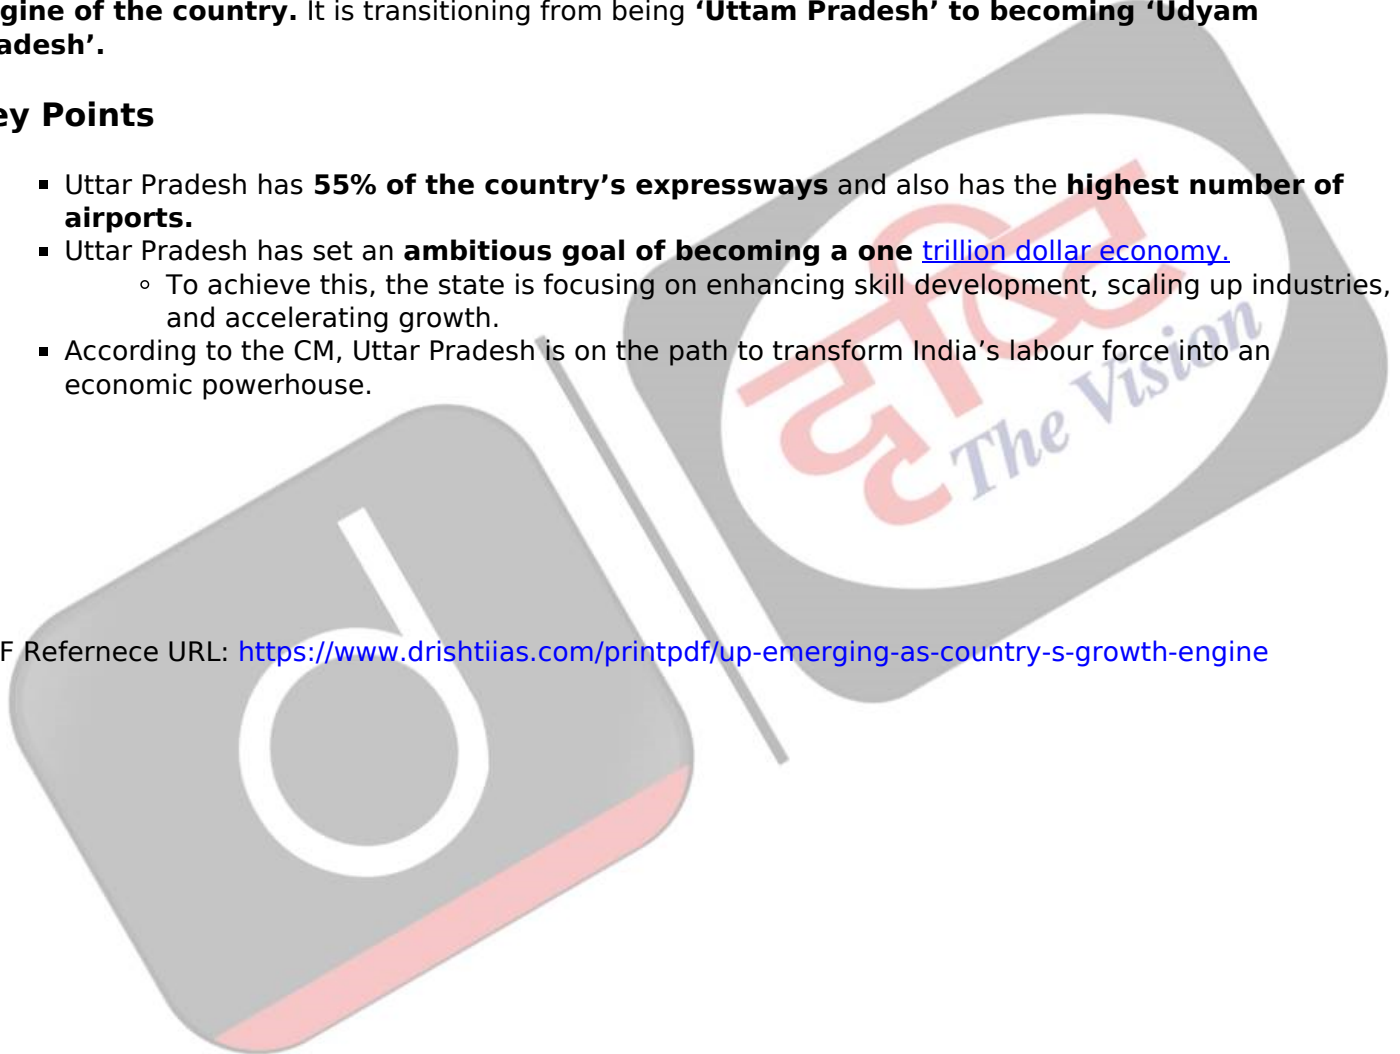 gine of the country. It is transitioning from being ‘Uttam Pradesh’ to becoming ‘Udyam
adesh’.
ey Points
▪ Uttar Pradesh has 55% of the country’s expressways and also has the highest number of
airports.
▪ Uttar Pradesh has set an ambitious goal of becoming a one trillion dollar economy.
◦ To achieve this, the state is focusing on enhancing skill development, scaling up industries,
and accelerating growth.
▪ According to the CM, Uttar Pradesh is on the path to transform India’s labour force into an
economic powerhouse.
दृष्टि
The Vision
d
F Refernece URL: https://www.drishtiias.com/printpdf/up-emerging-as-country-s-growth-engine